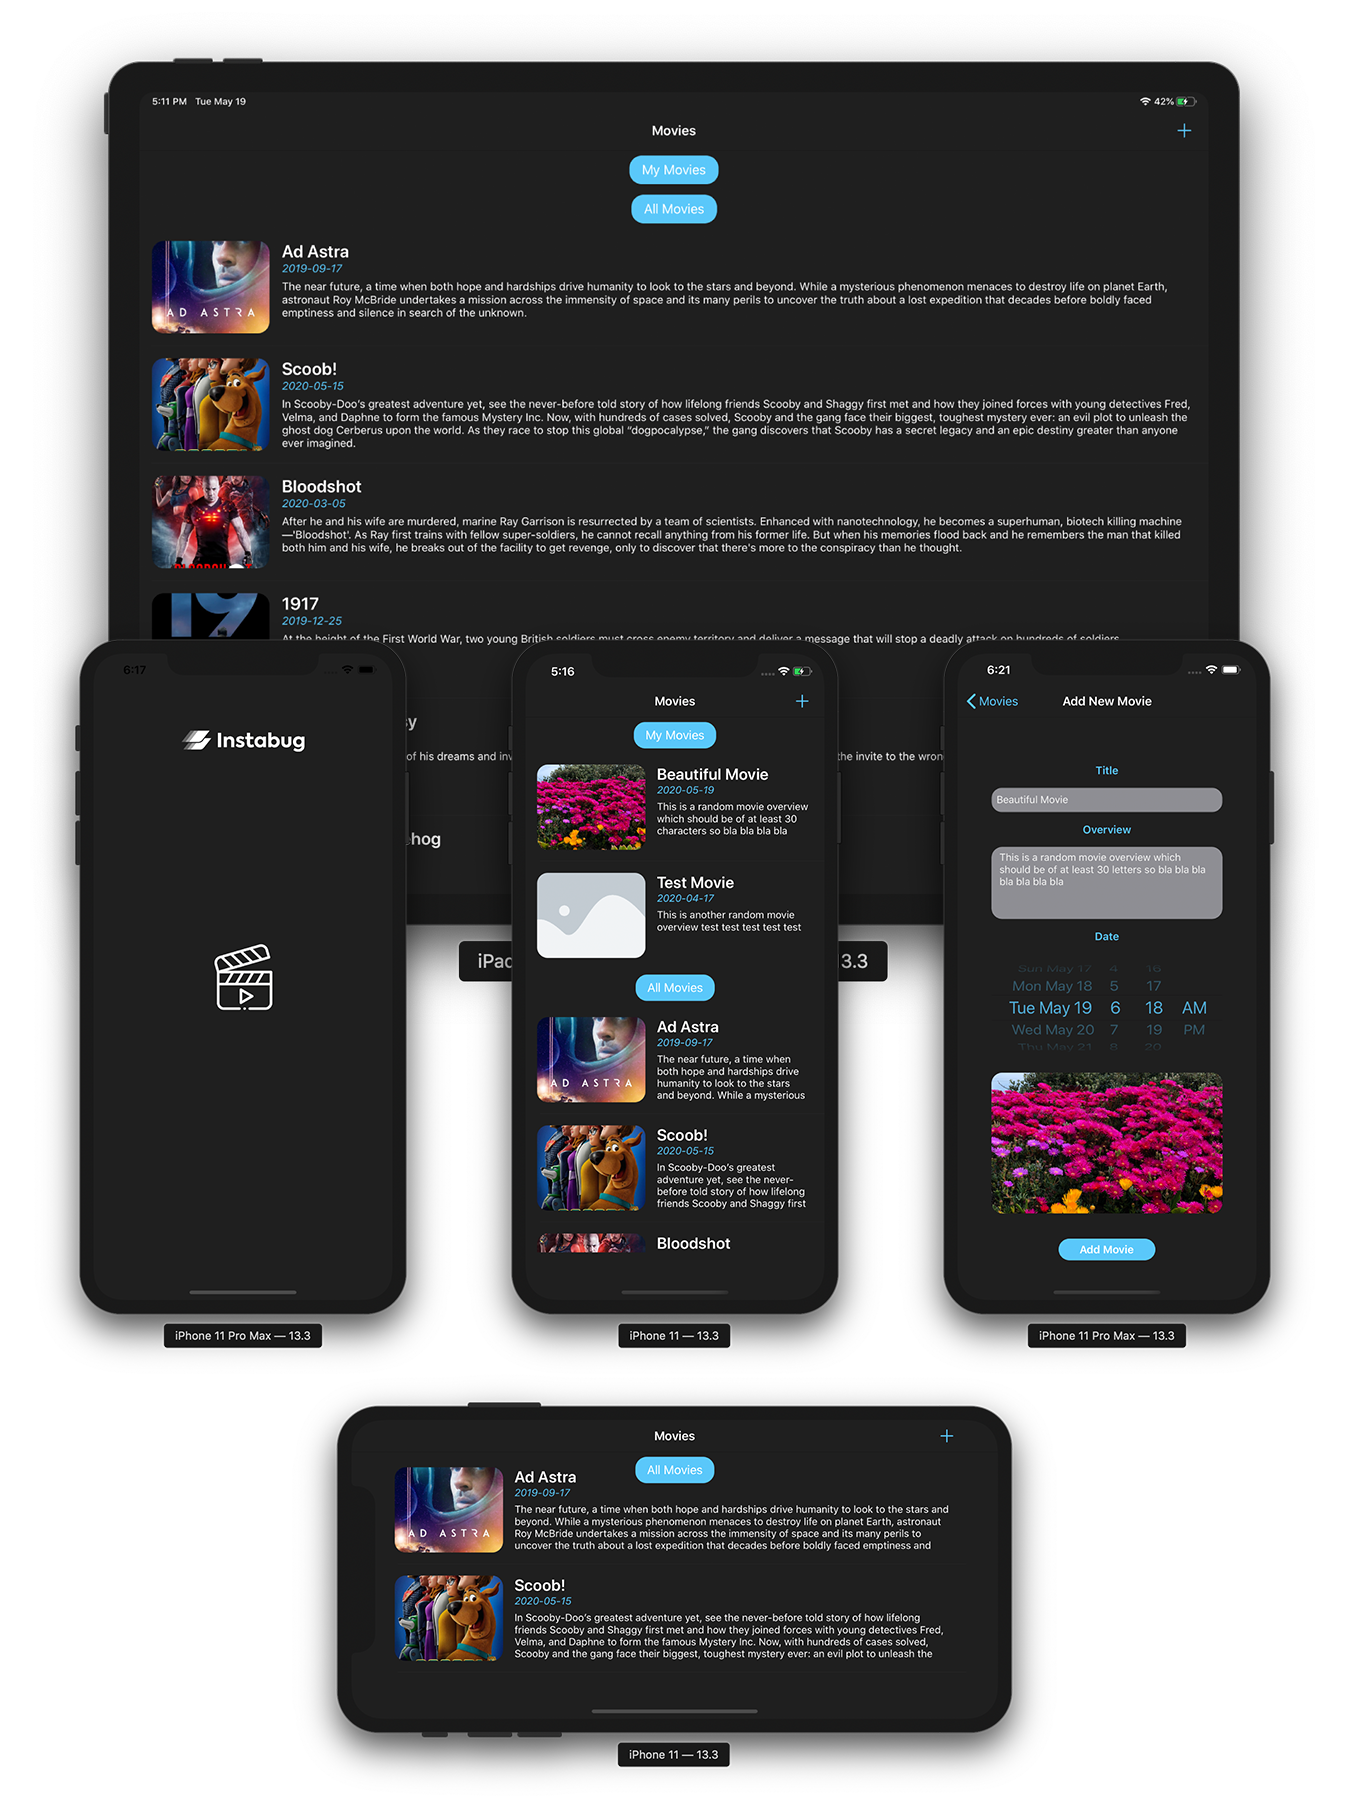 5:11 PM Tue May 19
42%
Movies
+
My Movies
All Movies
AD ASTRA
Ad Astra
2019-09-17
The near future, a time when both hope and hardships drive humanity to look to the stars and beyond. While a mysterious phenomenon menaces to destroy life on planet Earth,
astronaut Roy McBride undertakes a mission across the immensity of space and its many perils to uncover the truth about a lost expedition that decades before boldly faced
emptiness and silence in search of the unknown.
Scoob!
2020-05-15
In Scooby-Doo’s greatest adventure yet, see the never-before told story of how lifelong friends Scooby and Shaggy first met and how they joined forces with young detectives Fred,
Velma, and Daphne to form the famous Mystery Inc. Now, with hundreds of cases solved, Scooby and the gang face their biggest, toughest mystery ever: an evil plot to unleash the
ghost dog Cerberus upon the world. As they race to stop this global “dogpocalypse,” the gang discovers that Scooby has a secret legacy and an epic destiny greater than anyone
ever imagined.
Bloodshot
2020-03-05
After he and his wife are murdered, marine Ray Garrison is resurrected by a team of scientists. Enhanced with nanotechnology, he becomes a superhuman, biotech killing machine
—'Bloodshot'. As Ray first trains with fellow super-soldiers, he cannot recall anything from his former life. But when his memories flood back and he remembers the man that killed
both him and his wife, he breaks out of the facility to get revenge, only to discover that there's more to the conspiracy than he thought.
19
1917
2019-12-25
At the height of the First World War, two young British soldiers must cross enemy territory and deliver a message that will stop a deadly attack on hundreds of soldiers.
of his dreams and
the invite to the
iPad
13.3
6:17
Instabug
iPhone 11 Pro Max — 13.3
5:16
Movies
+
My Movies
Beautiful Movie
2020-05-19
This is a random movie overview
which should be of at least 30
characters so bla bla bla bla
Test Movie
2020-04-17
This is another random movie
overview test test test test test
All Movies
AD ASTRA
Ad Astra
2019-09-17
The near future, a time when
both hope and hardships drive
humanity to look to the stars
and beyond. While a mysterious
Scoob!
2020-05-15
In Scooby-Doo’s greatest
adventure yet, see the never-
before told story of how lifelong
friends Scooby and Shaggy first
Bloodshot
iPhone 11 — 13.3
6:21
Movies
Add New Movie
Title
Beautiful Movie
Overview
This is a random movie overview which
should be of at least 30 letters so bla bla bla
bla bla bla bla
Date
Sun May 17 4 16
Mon May 18 5 17
Tue May 19 6 18 AM
Wed May 20 7 19 PM
Thu May 21 8 20
Add Movie
iPhone 11 Pro Max — 13.3
Movies
+
All Movies
AD ASTRA
Ad Astra
2019-09-17
The near future, a time when both hope and hardships drive humanity to look to the stars and
beyond. While a mysterious phenomenon menaces to destroy life on planet Earth, astronaut
Roy McBride undertakes a mission across the immensity of space and its many perils to
uncover the truth about a lost expedition that decades before boldly faced emptiness and
Scoob!
2020-05-15
In Scooby-Doo’s greatest adventure yet, see the never-before told story of how lifelong
friends Scooby and Shaggy first met and how they joined forces with young detectives Fred,
Velma, and Daphne to form the famous Mystery Inc. Now, with hundreds of cases solved,
Scooby and the gang face their biggest, toughest mystery ever: an evil plot to unleash the
iPhone 11 — 13.3